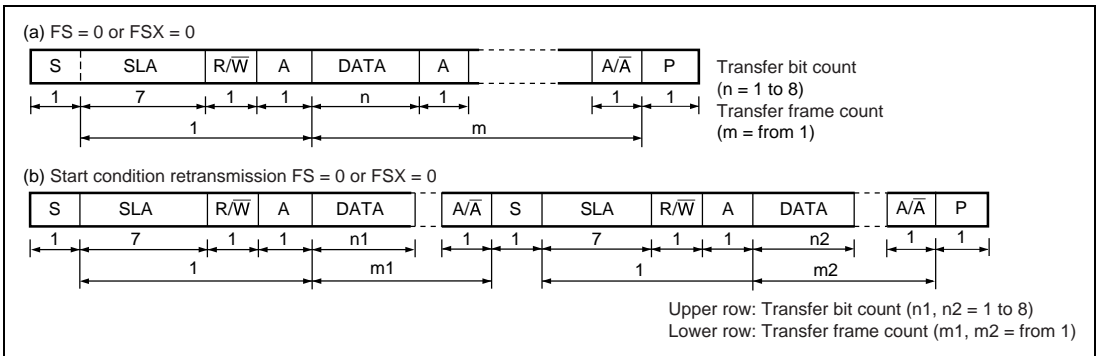 (a) FS = 0 or FSX = 0
S SLA R/W̅ A DATA A A/A̅ P
1 7 1 1 n 1 1 1
1 m
Transfer bit count
(n = 1 to 8)
Transfer frame count
(m = from 1)
(b) Start condition retransmission FS = 0 or FSX = 0
S SLA R/W̅ A DATA A/A̅ S SLA R/W̅ A DATA A/A̅ P
1 7 1 1 n1 1 1 7 1 1 n2 1 1
1 m1 1 m2
Upper row: Transfer bit count (n1, n2 = 1 to 8)
Lower row: Transfer frame count (m1, m2 = from 1)